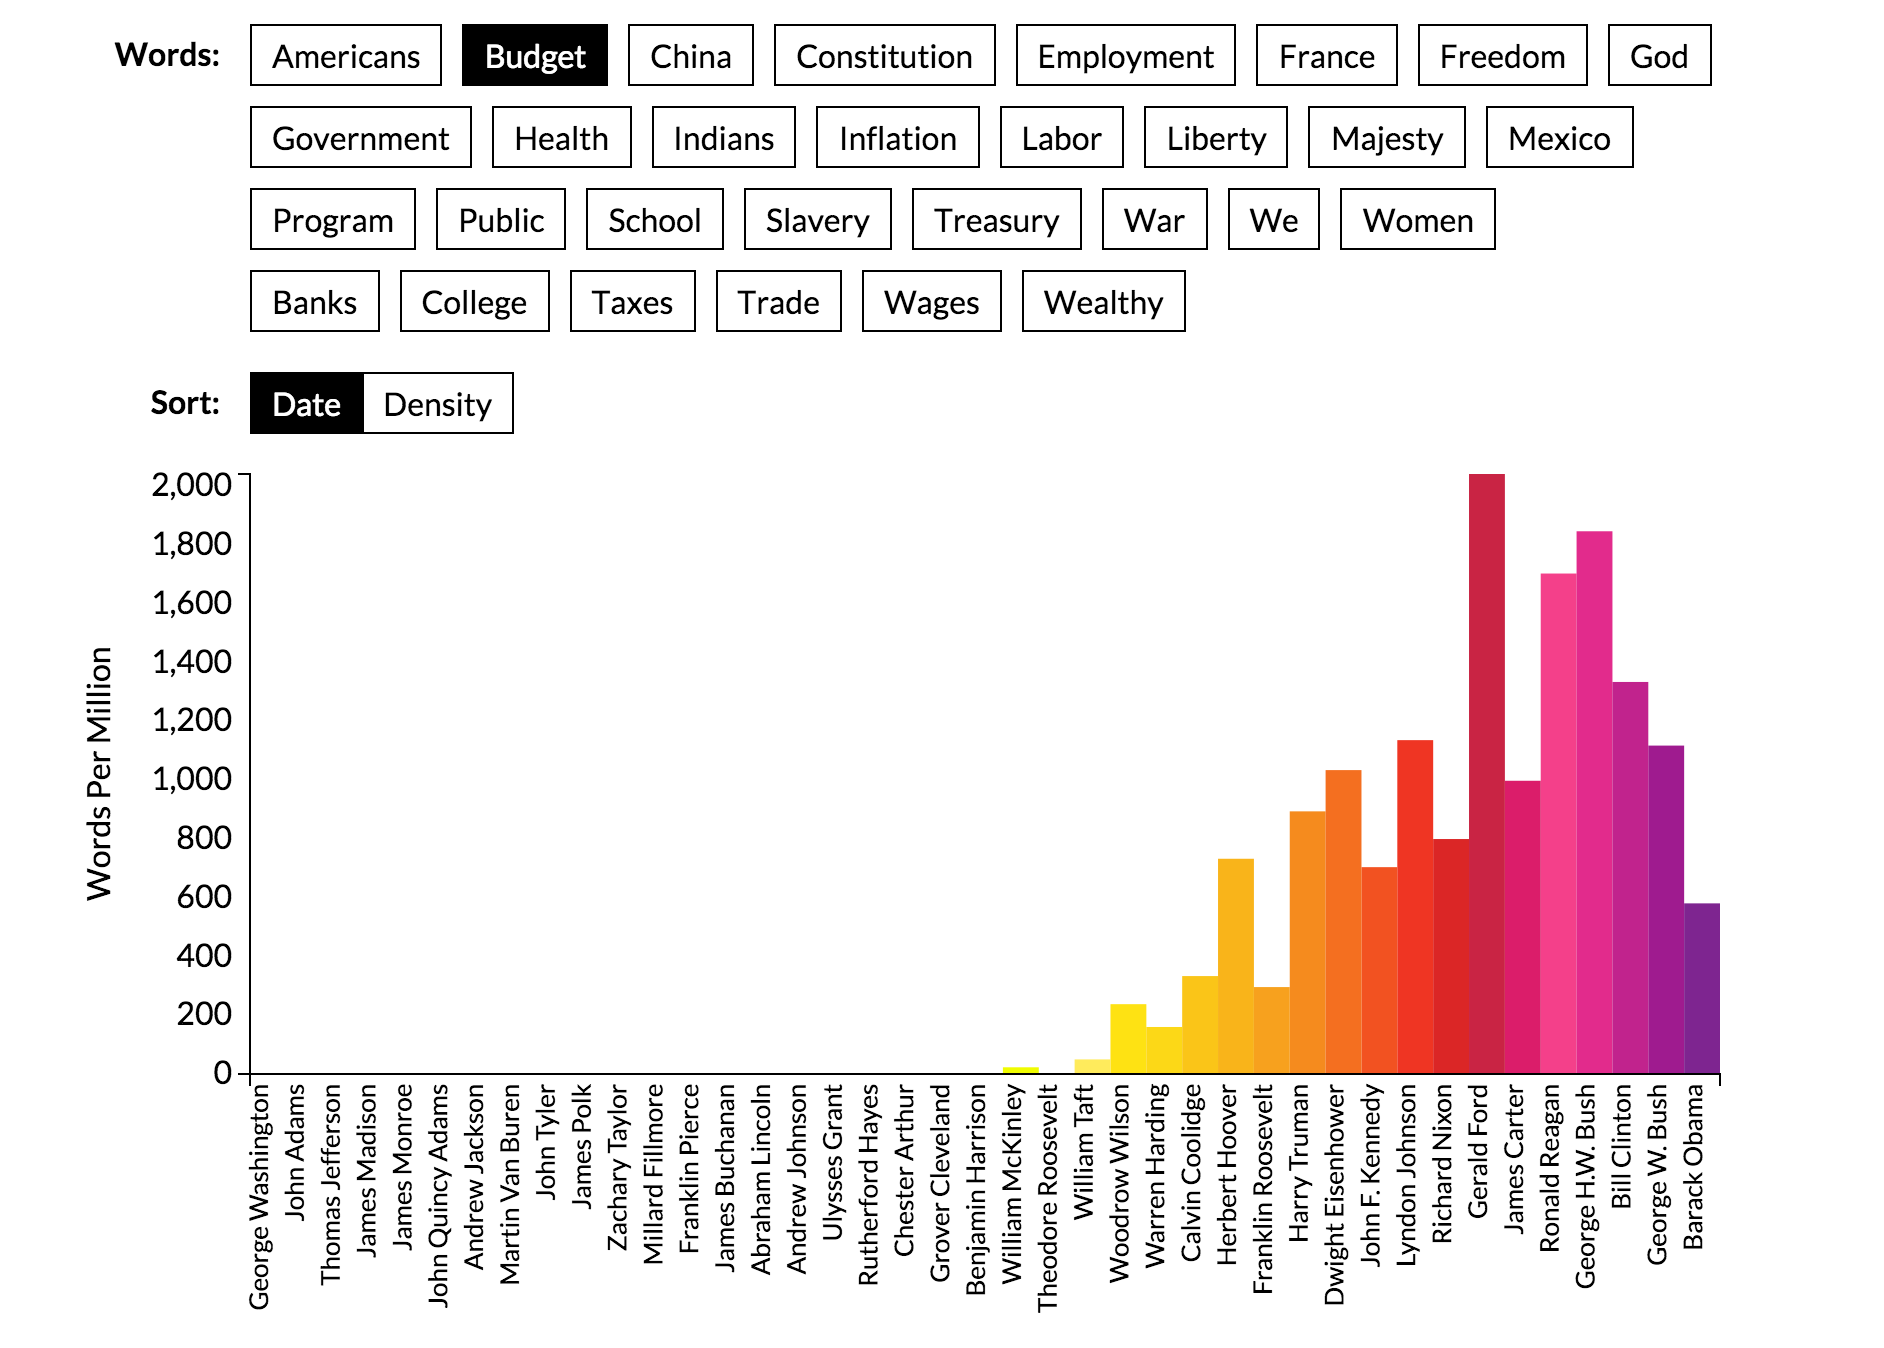 Words: Americans Budget China Constitution Employment France Freedom God
Government Health Indians Inflation Labor Liberty Majesty Mexico
Program Public School Slavery Treasury War We Women
Banks College Taxes Trade Wages Wealthy
Sort: Date Density
Words Per Million
2,000
1,800
1,600
1,400
1,200
1,000
800
600
400
200
0
George Washington
John Adams
Thomas Jefferson
James Madison
James Monroe
John Quincy Adams
Andrew Jackson
Martin Van Buren
John Tyler
James Polk
Zachary Taylor
Millard Fillmore
Franklin Pierce
James Buchanan
Abraham Lincoln
Andrew Johnson
Ulysses Grant
Rutherford Hayes
Chester Arthur
Grover Cleveland
Benjamin Harrison
William McKinley
Theodore Roosevelt
William Taft
Woodrow Wilson
Warren Harding
Calvin Coolidge
Herbert Hoover
Franklin Roosevelt
Harry Truman
Dwight Eisenhower
John F. Kennedy
Lyndon Johnson
Richard Nixon
Gerald Ford
James Carter
Ronald Reagan
George H.W. Bush
Bill Clinton
George W. Bush
Barack Obama